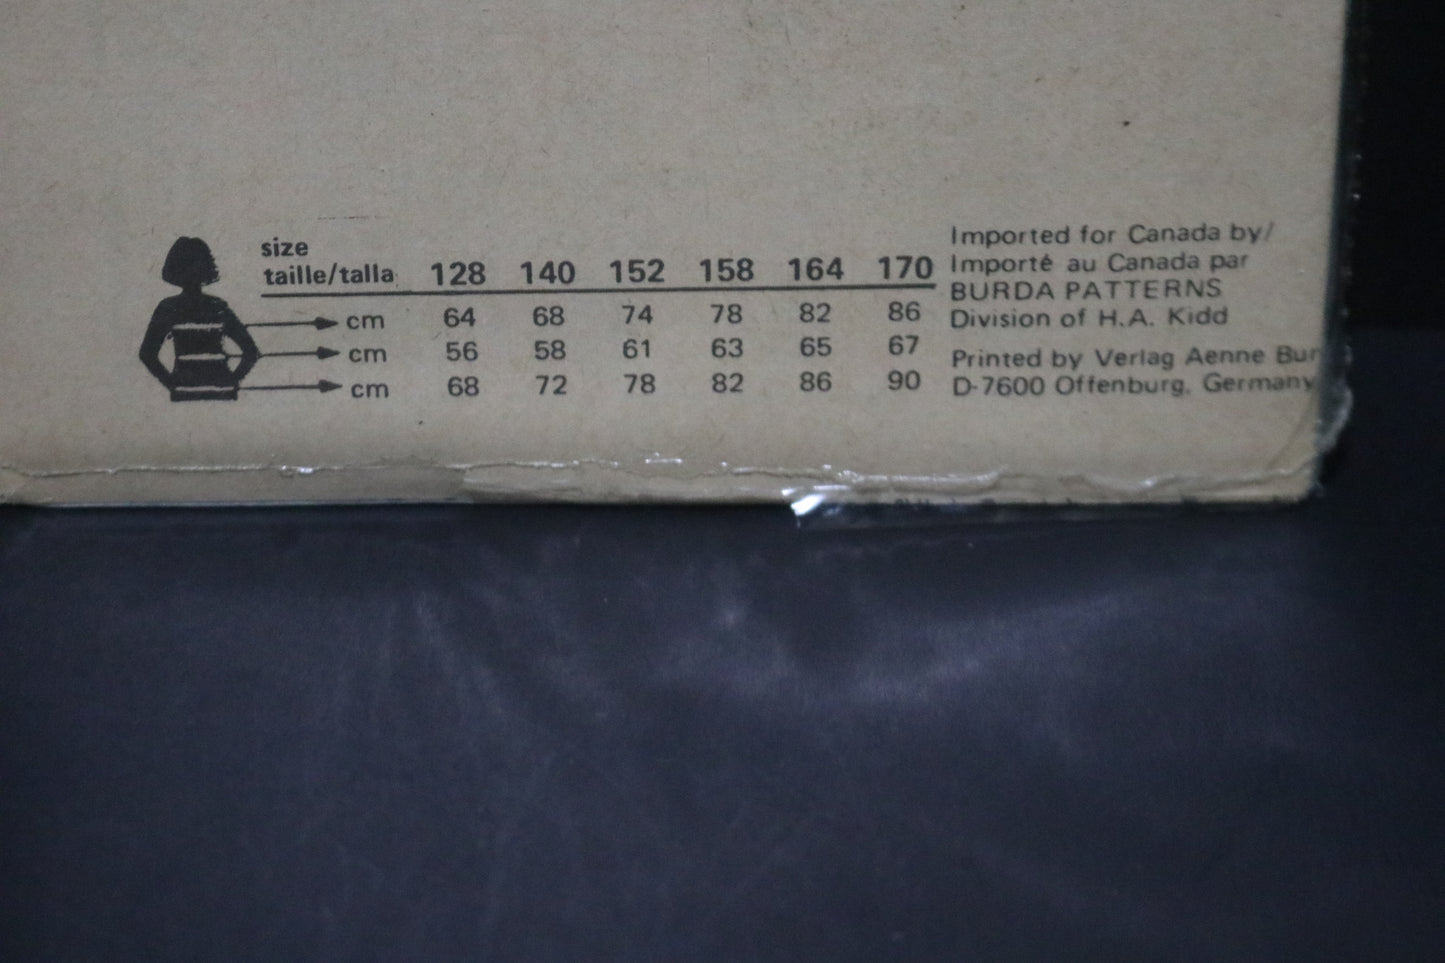 size
taille/talla 128 140 152 158 164 170
cm 64 68 74 78 82 86
cm 56 58 61 63 65 67
cm 68 72 78 82 86 90
Imported for Canada by/
Importé au Canada par
BURDA PATTERNS
Division of H.A. Kidd
Printed by Verlag Aenne Bur
D-7600 Offenburg, Germany